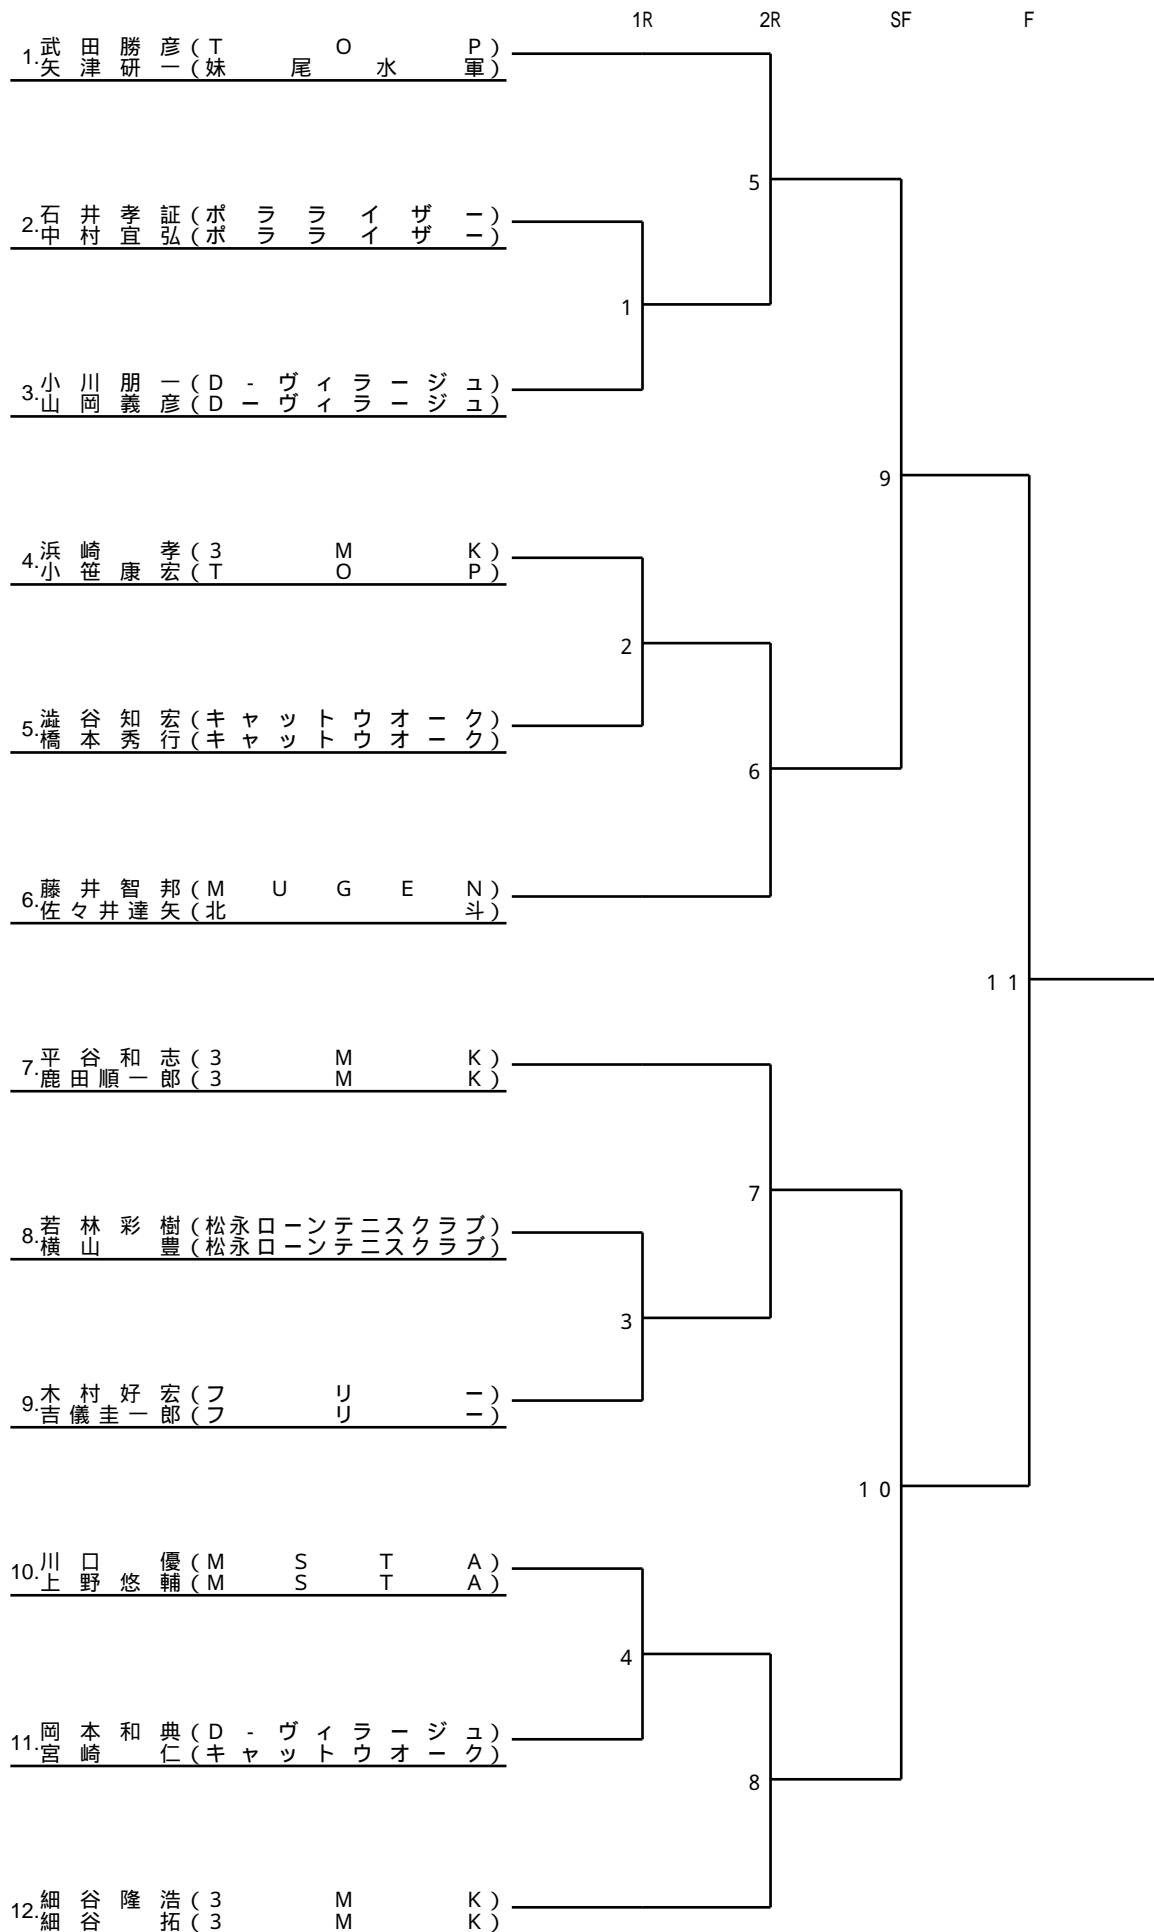 1R 2R SF F
1. 武田勝彦(TOP)
矢津研一(妹尾水軍)
5
2. 石井孝証(ポラライザー)
中村宜弘(ポラライザー)
1
3. 小川朋一(D-ヴィラージュ)
山岡義彦(Dーヴィラージュ)
9
4. 浜崎孝(3MK)
小笹康宏(TOP)
2
5. 澁谷知宏(キャットウオーク)
橋本秀行(キャットウオーク)
6
6. 藤井智邦(MUGEN)
佐々井達矢(北斗)
11
7. 平谷和志(3MK)
鹿田順一郎(3MK)
7
8. 若林彩樹(松永ローンテニスクラブ)
横山豊(松永ローンテニスクラブ)
3
9. 木村好宏(フリー)
吉儀圭一郎(フリー)
10
10. 川口優(MSTA)
上野悠輔(MSTA)
4
11. 岡本和典(D-ヴィラージュ)
宮崎仁(キャットウオーク)
8
12. 細谷隆浩(3MK)
細谷拓(3MK)